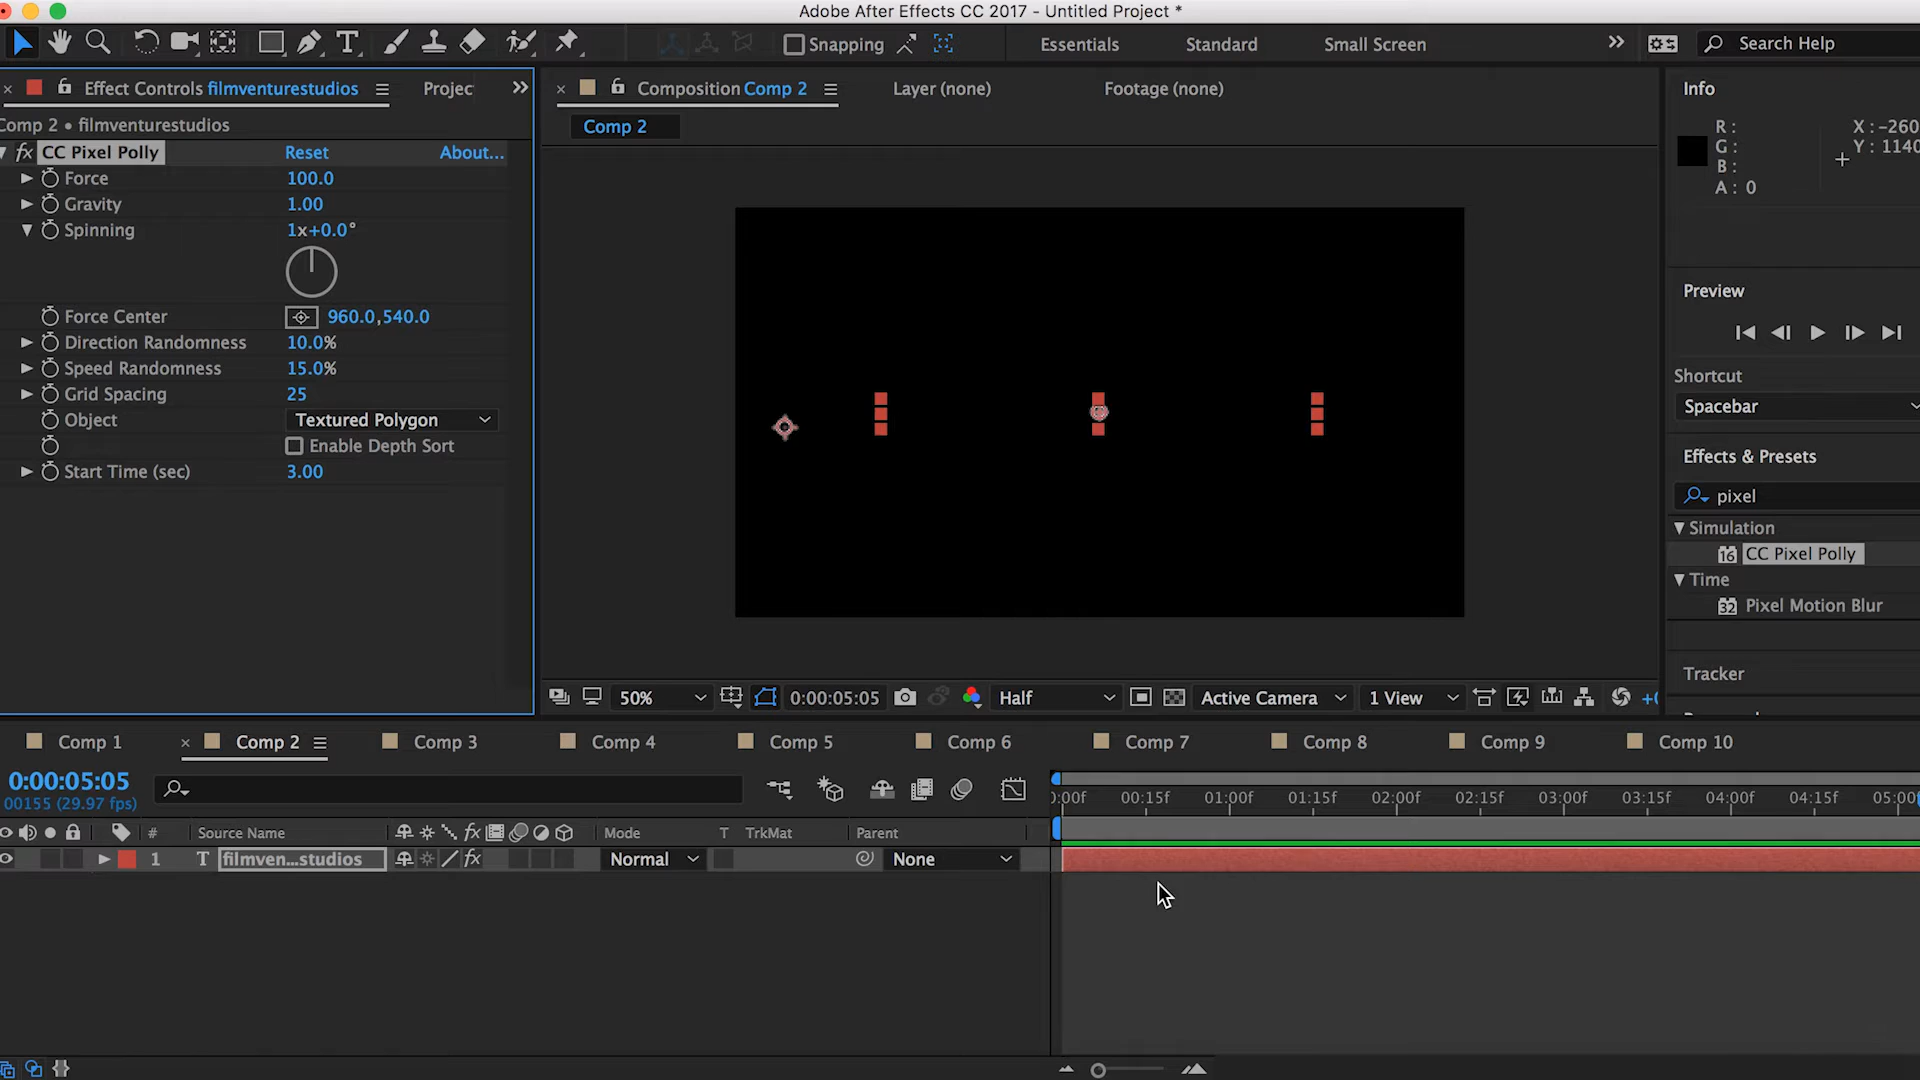 Adobe After Effects CC 2017 - Untitled Project *
Snapping
Essentials
Standard
Small Screen
Search Help
Effect Controls filmventurestudios
Projec
Composition Comp 2
Layer (none)
Footage (none)
Info
Comp 2 • filmventurestudios
Comp 2
R :
G :
B :
A : 0
X : -260
Y : 1140
fx CC Pixel Polly
Reset
About...
Force
100.0
Gravity
1.00
Spinning
1x+0.0°
Force Center
960.0,540.0
Direction Randomness
10.0%
Speed Randomness
15.0%
Grid Spacing
25
Object
Textured Polygon
Enable Depth Sort
Start Time (sec)
3.00
Preview
Shortcut
Spacebar
Effects & Presets
pixel
Simulation
16 CC Pixel Polly
Time
32 Pixel Motion Blur
Tracker
50%
0:00:05:05
Half
Active Camera
1 View
Comp 1
Comp 2
Comp 3
Comp 4
Comp 5
Comp 6
Comp 7
Comp 8
Comp 9
Comp 10
0:00:05:05
00155 (29.97 fps)
):00f
00:15f
01:00f
01:15f
02:00f
02:15f
03:00f
03:15f
04:00f
04:15f
05:00
#
Source Name
fx
Mode
T
TrkMat
Parent
1
T
filmven...studios
fx
Normal
None